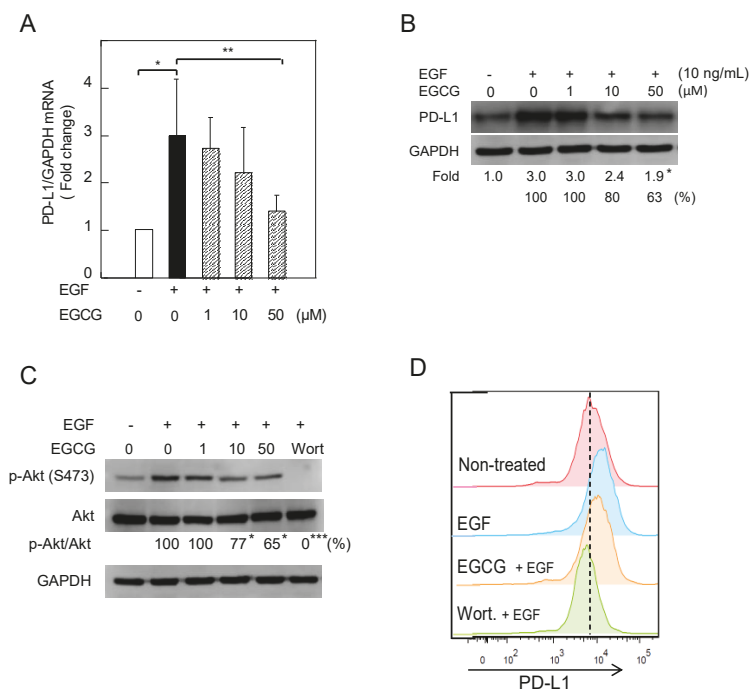 A
* **
PD-L1/GAPDH mRNA
( Fold change)
4
3
2
1
0
EGF - + + + +
EGCG 0 0 1 10 50 (μM)
B
EGF - + + + + (10 ng/mL)
EGCG 0 0 1 10 50 (μM)
PD-L1
GAPDH
Fold 1.0 3.0 3.0 2.4 1.9*
100 100 80 63 (%)
C
EGF - + + + + +
EGCG 0 0 1 10 50 Wort
p-Akt (S473)
Akt
p-Akt/Akt 100 100 77* 65* 0***(%)
GAPDH
D
Non-treated
EGF
EGCG + EGF
Wort. + EGF
0 10² 10³ 10⁴ 10⁵
PD-L1